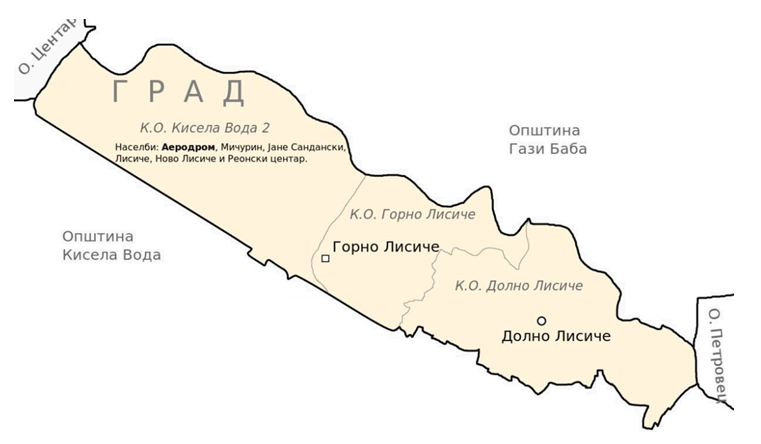 О. Центар
ГРАД
К.О. Кисела Вода 2
Населби: Аеродром, Мичурин, Јане Сандански,
Лисиче, Ново Лисиче и Реонски центар.
Општина
Гази Баба
К.О. Горно Лисиче
Горно Лисиче
Општина
Кисела Вода
К.О. Долно Лисиче
Долно Лисиче
О. Петровец